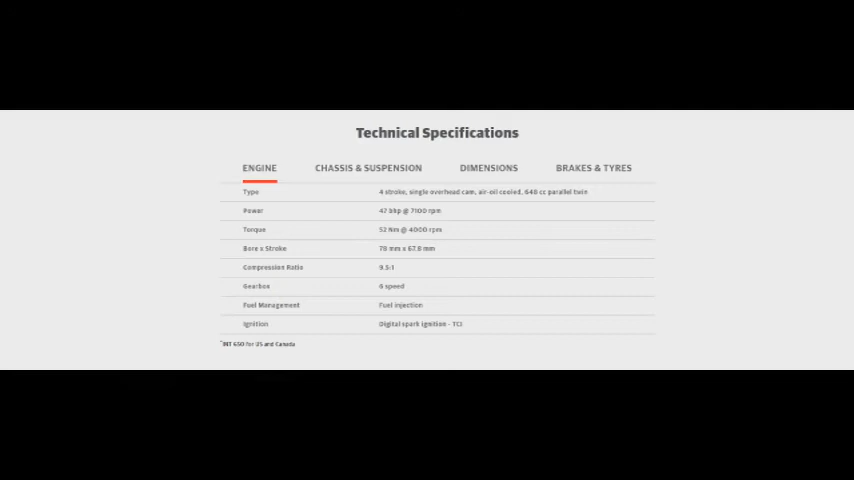 Technical Specifications
ENGINE CHASSIS & SUSPENSION DIMENSIONS BRAKES & TYRES
Type 4 stroke, single overhead cam, air-oil cooled, 648 cc parallel twin
Power 47 bhp @ 7100 rpm
Torque 52 Nm @ 4000 rpm
Bore x Stroke 78 mm x 67.8 mm
Compression Ratio 9.5:1
Gearbox 6 speed
Fuel Management Fuel injection
Ignition Digital spark ignition - TCI
*INT 650 for US and Canada